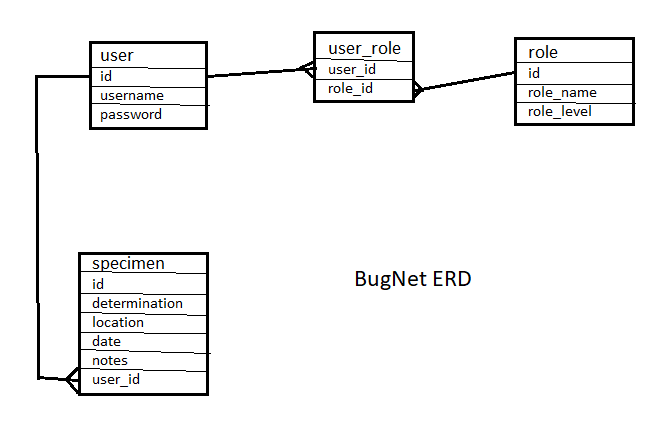 user
id
username
password
user_role
user_id
role_id
role
id
role_name
role_level
specimen
id
determination
location
date
notes
user_id
BugNet ERD